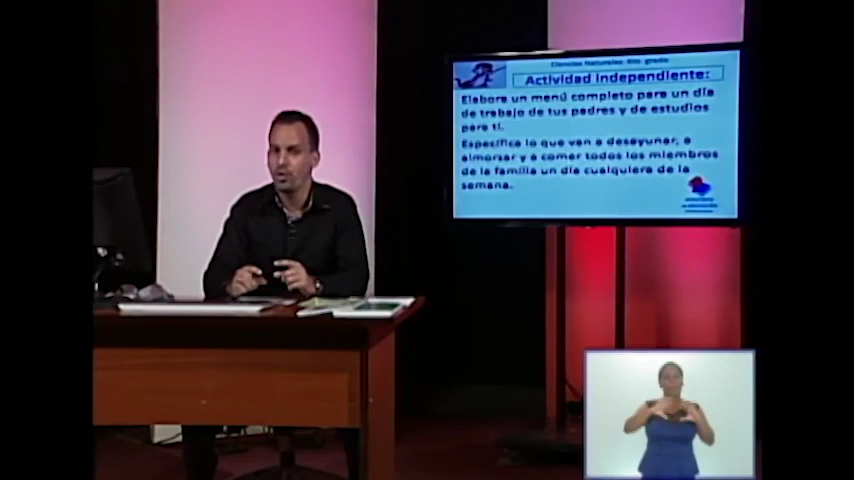 Ciencias Naturales 6to. grado
Actividad independiente:
Elabora un menú completo para un día
de trabajo de tus padres y de estudios
para ti.
Especifica lo que van a desayunar, a
almorzar y a comer todos los miembros
de la familia un día cualquiera de la
semana.